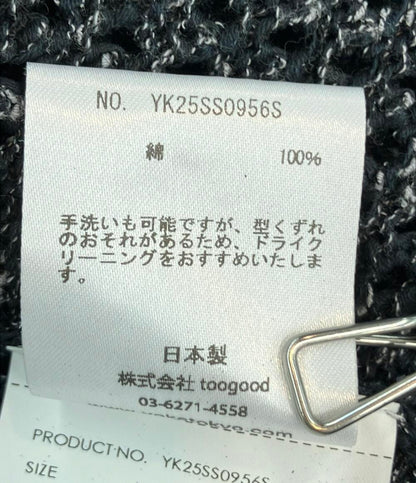 NO. YK25SS0956S
綿 100%
手洗いも可能ですが、型くずれ
のおそれがあるため、ドライク
リーニングをおすすめいたしま
す。
日本製
株式会社 toogood
03-6271-4558
PRODUCT-NO. YK25SS0956S
SIZE